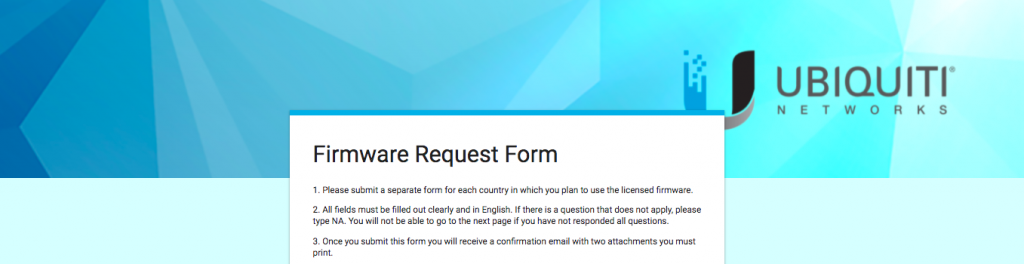 UBIQUITI®
NETWORKS
Firmware Request Form
1. Please submit a separate form for each country in which you plan to use the licensed firmware.
2. All fields must be filled out clearly and in English. If there is a question that does not apply, please
type NA. You will not be able to go to the next page if you have not responded all questions.
3. Once you submit this form you will receive a confirmation email with two attachments you must
print.